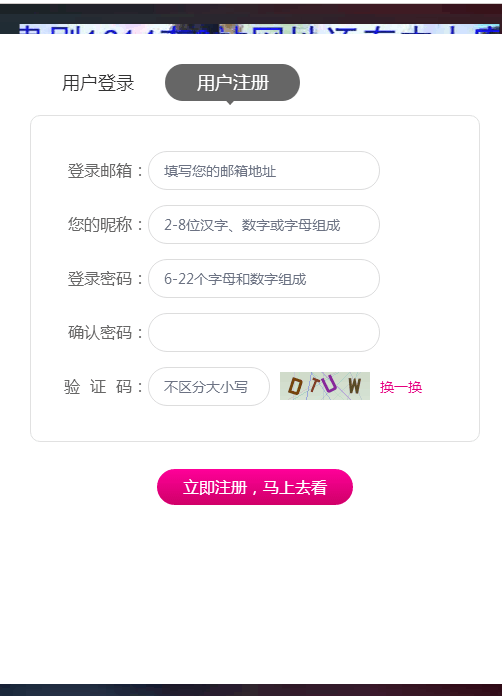 用户登录 用户注册
登录邮箱： 填写您的邮箱地址
您的昵称： 2-8位汉字、数字或字母组成
登录密码： 6-22个字母和数字组成
确认密码：
验 证 码： 不区分大小写 DTUW 换一换
立即注册，马上去看